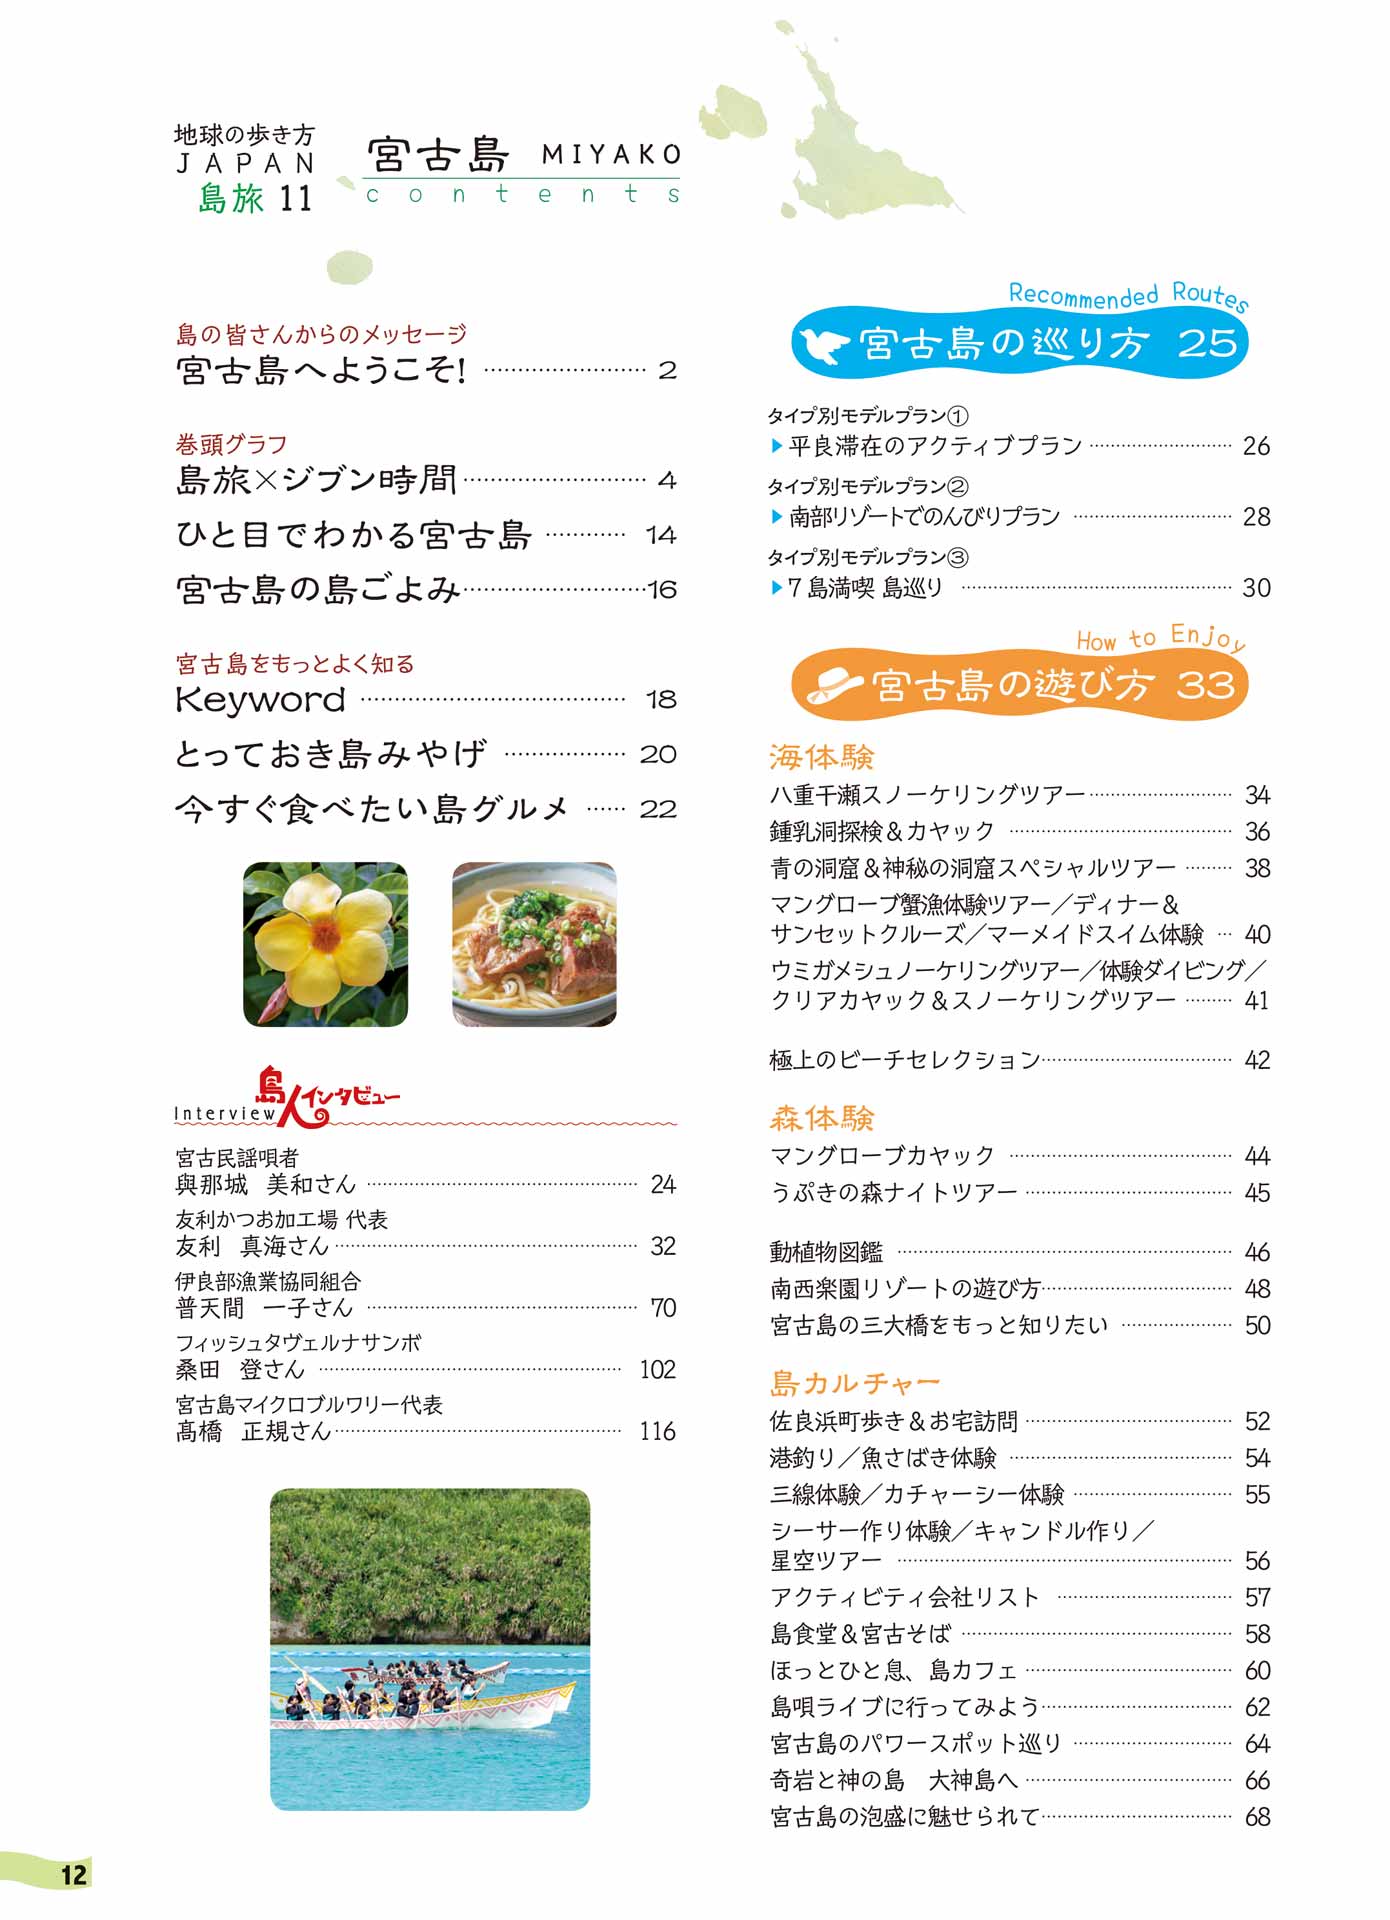 地球の歩き方
JAPAN
島旅 11
宮古島 MIYAKO
contents
島の皆さんからのメッセージ
宮古島へようこそ! …………………… 2
巻頭グラフ
島旅×ジブン時間 …………………… 4
ひと目でわかる宮古島 ………… 14
宮古島の島ごよみ …………………… 16
宮古島をもっとよく知る
Keyword …………………………… 18
とっておき島みやげ ……………… 20
今すぐ食べたい島グルメ …… 22
Interview 島人インタビュー
宮古民謡唄者
與那城 美和さん …………………… 24
友利かつお加工場 代表
友利 真海さん …………………… 32
伊良部漁業協同組合
普天間 一子さん …………………… 70
フィッシュタヴェルナサンボ
桑田 登さん …………………… 102
宮古島マイクロブルワリー代表
髙橋 正規さん …………………… 116
Recommended Routes
宮古島の巡り方 25
タイプ別モデルプラン①
▶平良滞在のアクティブプラン …………………… 26
タイプ別モデルプラン②
▶南部リゾートでのんびりプラン …………………… 28
タイプ別モデルプラン③
▶7島満喫 島巡り …………………… 30
How to Enjoy
宮古島の遊び方 33
海体験
八重干瀬スノーケリングツアー …………………… 34
鍾乳洞探検＆カヤック …………………… 36
青の洞窟＆神秘の洞窟スペシャルツアー ……… 38
マングローブ蟹漁体験ツアー／ディナー＆
サンセットクルーズ／マーメイドスイム体験 … 40
ウミガメシュノーケリングツアー／体験ダイビング／
クリアカヤック＆スノーケリングツアー ……… 41
極上のビーチセレクション …………………… 42
森体験
マングローブカヤック …………………… 44
うぷきの森ナイトツアー …………………… 45
動植物図鑑 …………………… 46
南西楽園リゾートの遊び方 …………………… 48
宮古島の三大橋をもっと知りたい ……………… 50
島カルチャー
佐良浜町歩き＆お宅訪問 …………………… 52
港釣り／魚さばき体験 …………………… 54
三線体験／カチャーシー体験 …………………… 55
シーサー作り体験／キャンドル作り／
星空ツアー …………………… 56
アクティビティ会社リスト …………………… 57
島食堂＆宮古そば …………………… 58
ほっとひと息、島カフェ …………………… 60
島唄ライブに行ってみよう …………………… 62
宮古島のパワースポット巡り …………………… 64
奇岩と神の島　大神島へ …………………… 66
宮古島の泡盛に魅せられて …………………… 68
12